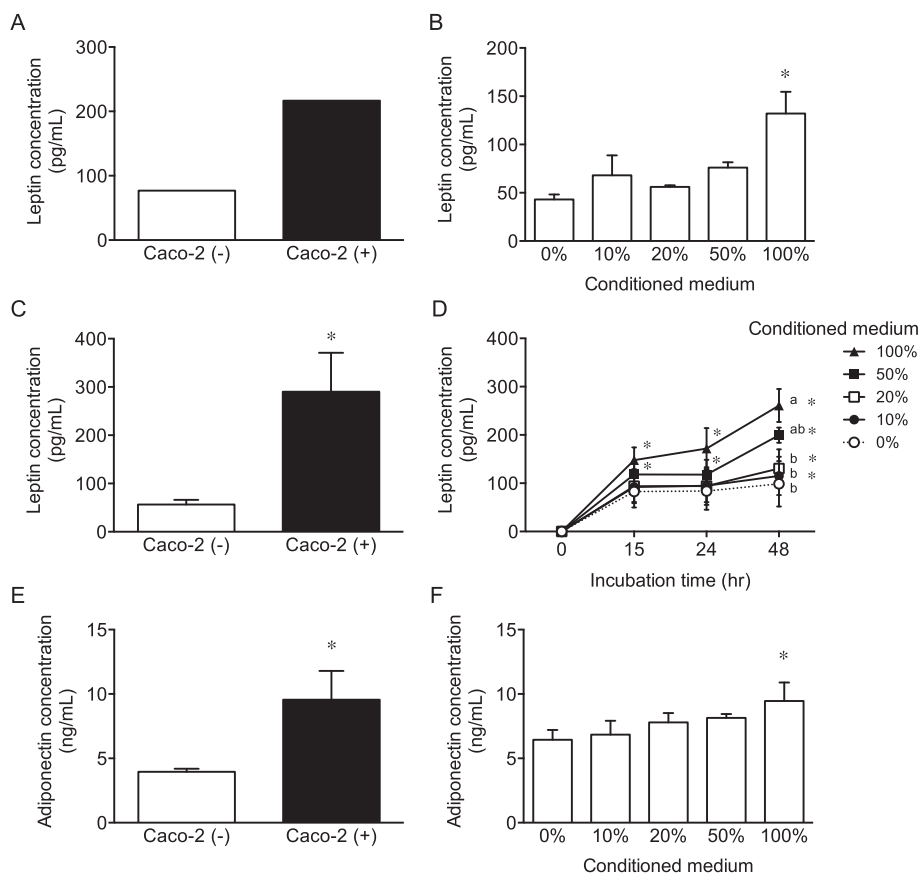 A
Leptin concentration
(pg/mL)
300
200
100
0
Caco-2 (-)
Caco-2 (+)
B
Leptin concentration
(pg/mL)
200
150
100
50
0
*
0%
10%
20%
50%
100%
Conditioned medium
C
Leptin concentration
(pg/mL)
400
300
200
100
0
*
Caco-2 (-)
Caco-2 (+)
D
Conditioned medium
100%
50%
20%
10%
0%
Leptin concentration
(pg/mL)
400
300
200
100
0
*
*
*
*
a *
ab *
b *
b *
b
0
15
24
48
Incubation time (hr)
E
Adiponectin concentration
(ng/mL)
15
10
5
0
*
Caco-2 (-)
Caco-2 (+)
F
Adiponectin concentration
(ng/mL)
15
10
5
0
*
0%
10%
20%
50%
100%
Conditioned medium